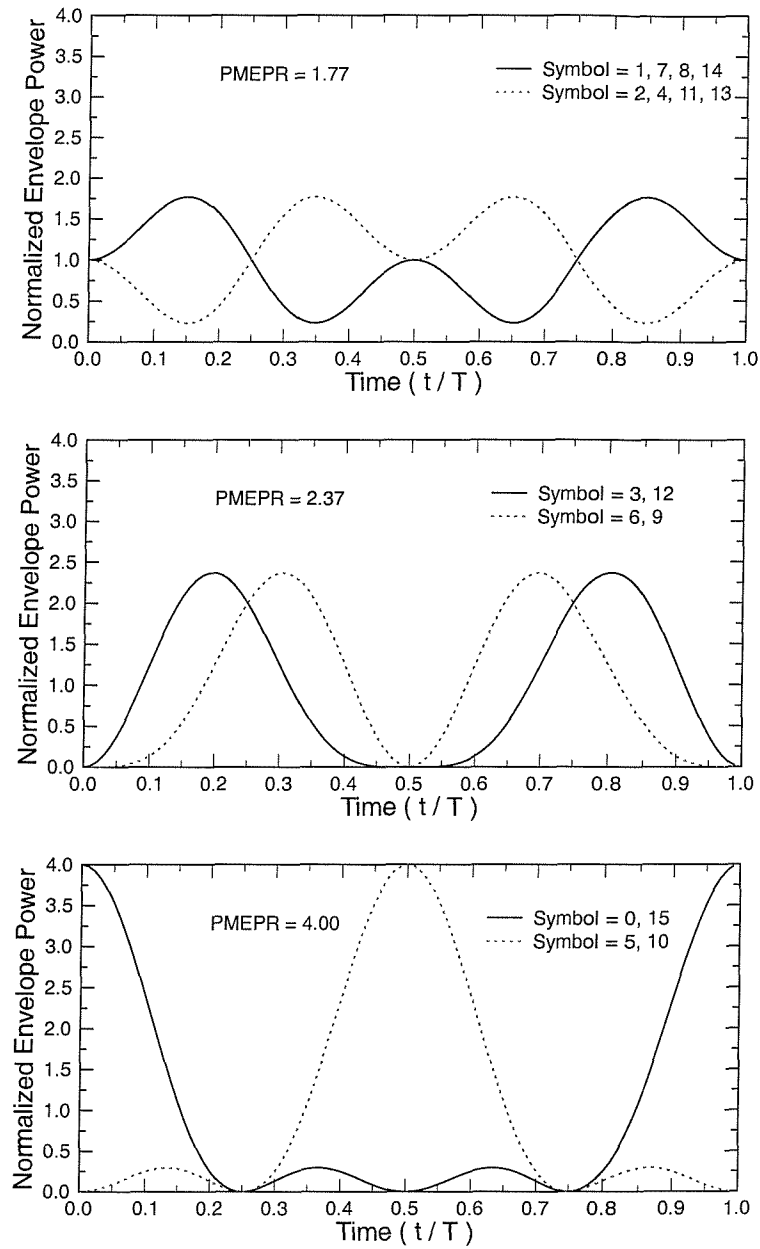 4.0
3.5
3.0
2.5
2.0
1.5
1.0
0.5
0.0
Normalized Envelope Power
PMEPR = 1.77
Symbol = 1, 7, 8, 14
Symbol = 2, 4, 11, 13
0.0 0.1 0.2 0.3 0.4 0.5 0.6 0.7 0.8 0.9 1.0
Time ( t / T )
4.0
3.5
3.0
2.5
2.0
1.5
1.0
0.5
0.0
Normalized Envelope Power
PMEPR = 2.37
Symbol = 3, 12
Symbol = 6, 9
0.0 0.1 0.2 0.3 0.4 0.5 0.6 0.7 0.8 0.9 1.0
Time ( t / T )
4.0
3.5
3.0
2.5
2.0
1.5
1.0
0.5
0.0
Normalized Envelope Power
PMEPR = 4.00
Symbol = 0, 15
Symbol = 5, 10
0.0 0.1 0.2 0.3 0.4 0.5 0.6 0.7 0.8 0.9 1.0
Time ( t / T )